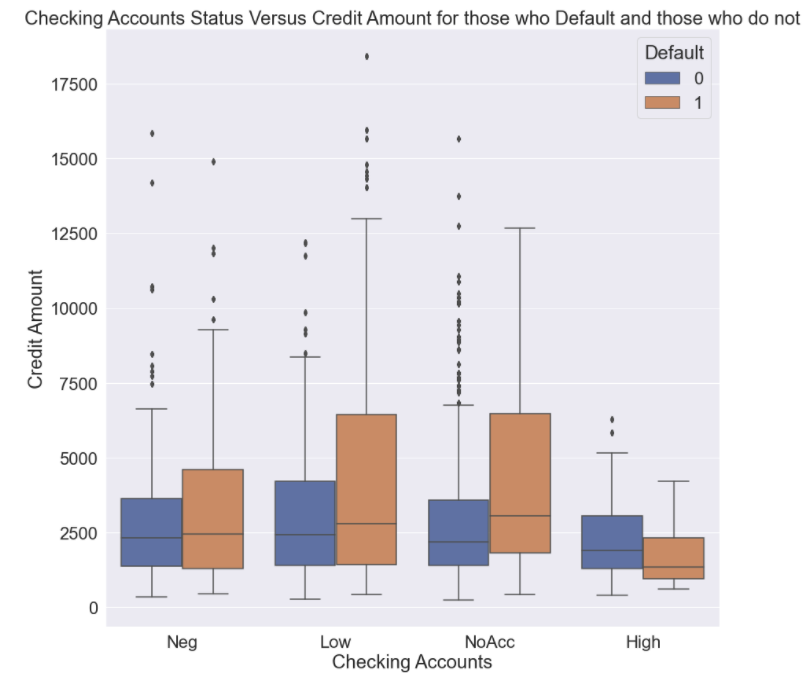 Checking Accounts Status Versus Credit Amount for those who Default and those who do not
Default
0
1
17500
15000
12500
10000
7500
5000
2500
0
Credit Amount
Neg
Low
NoAcc
High
Checking Accounts